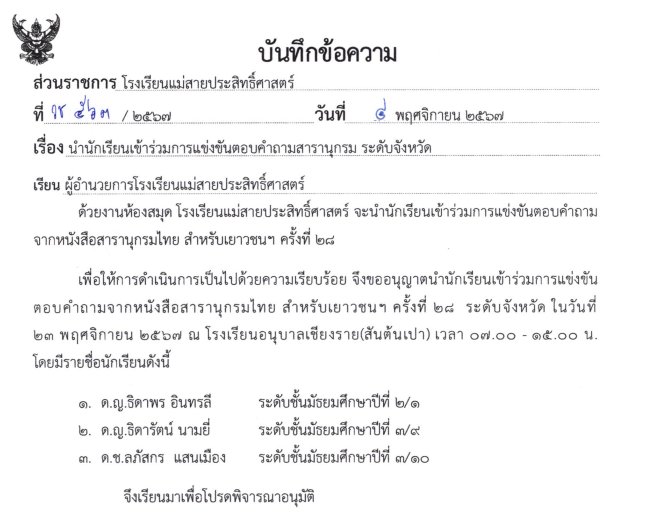 บันทึกข้อความ
ส่วนราชการ โรงเรียนแม่สายประสิทธิ์ศาสตร์
ที่ / ๒๕๖๗ วันที่ พฤศจิกายน ๒๕๖๗
เรื่อง นำนักเรียนเข้าร่วมการแข่งขันตอบคำถามสารานุกรม ระดับจังหวัด
เรียน ผู้อำนวยการโรงเรียนแม่สายประสิทธิ์ศาสตร์
ด้วยงานห้องสมุด โรงเรียนแม่สายประสิทธิ์ศาสตร์ จะนำนักเรียนเข้าร่วมการแข่งขันตอบคำถาม
จากหนังสือสารานุกรมไทย สำหรับเยาวชนฯ ครั้งที่ ๒๘
เพื่อให้การดำเนินการเป็นไปด้วยความเรียบร้อย จึงขออนุญาตนำนักเรียนเข้าร่วมการแข่งขัน
ตอบคำถามจากหนังสือสารานุกรมไทย สำหรับเยาวชนฯ ครั้งที่ ๒๘ ระดับจังหวัด ในวันที่
๒๓ พฤศจิกายน ๒๕๖๗ ณ โรงเรียนอนุบาลเชียงราย(สันต้นเปา) เวลา ๐๗.๐๐ - ๑๕.๐๐ น.
โดยมีรายชื่อนักเรียนดังนี้
๑. ด.ญ.ธิดาพร อินทรลี ระดับชั้นมัธยมศึกษาปีที่ ๒/๑
๒. ด.ญ.ธิดารัตน์ นามยี่ ระดับชั้นมัธยมศึกษาปีที่ ๓/๙
๓. ด.ช.ลภัสกร แสนเมือง ระดับชั้นมัธยมศึกษาปีที่ ๓/๑๐
จึงเรียนมาเพื่อโปรดพิจารณาอนุมัติ